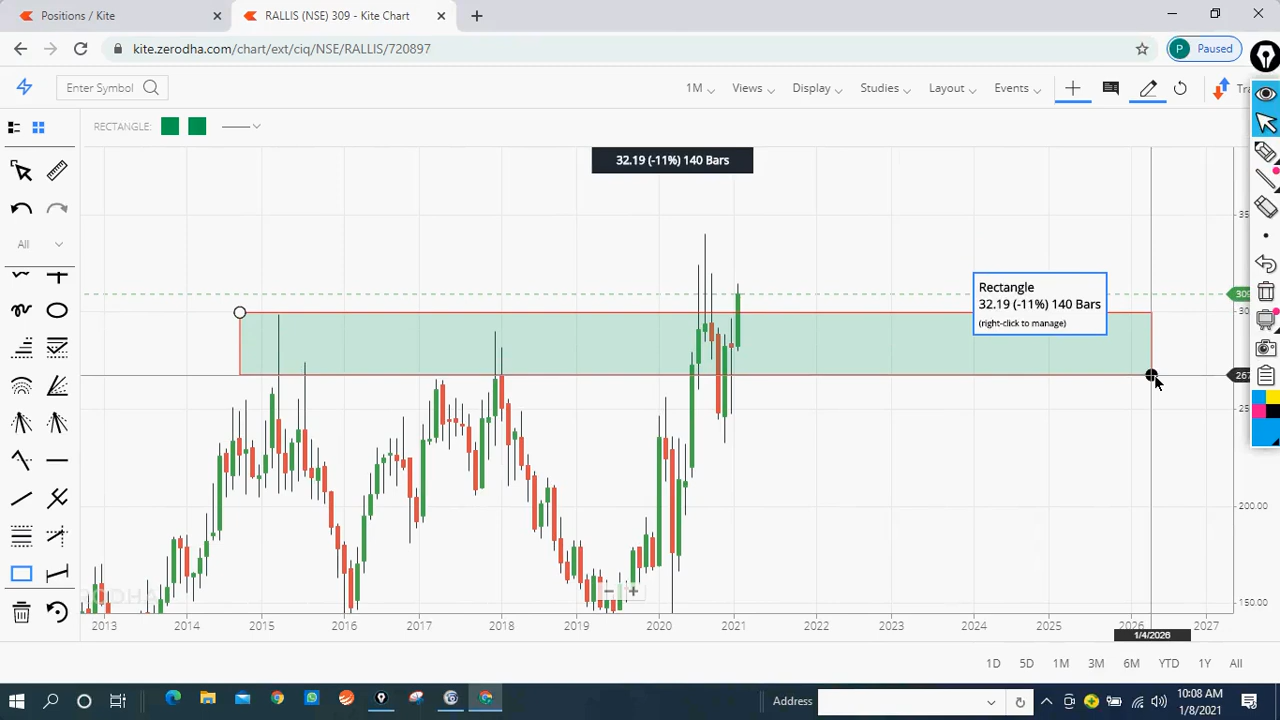 Positions / Kite
RALLIS (NSE) 309 - Kite Chart
kite.zerodha.com/chart/ext/ciq/NSE/RALLIS/720897
P Paused
Enter Symbol
1M Views Display Studies Layout Events
RECTANGLE:
32.19 (-11%) 140 Bars
All
Rectangle
32.19 (-11%) 140 Bars
(right-click to manage)
309
267
200.00
150.00
2013 2014 2015 2016 2017 2018 2019 2020 2021 2022 2023 2024 2025 2026 2027
1/4/2026
1D 5D 1M 3M 6M YTD 1Y All
Address
10:08 AM
1/8/2021